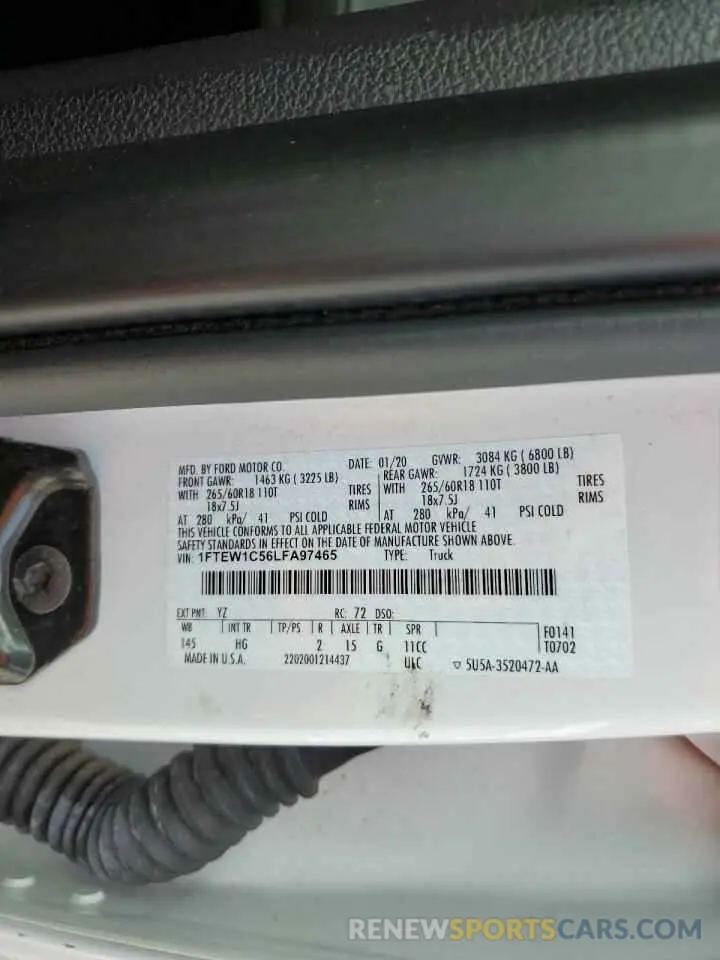 MFD. BY FORD MOTOR CO. DATE: 01/20 GVWR: 3084 KG ( 6800 LB)
FRONT GAWR: 1463 KG ( 3225 LB) REAR GAWR: 1724 KG ( 3800 LB)
WITH 265/60R18 110T TIRES WITH 265/60R18 110T TIRES
18x7.5J RIMS 18x7.5J RIMS
AT 280 kPa/ 41 PSI COLD AT 280 kPa/ 41 PSI COLD
THIS VEHICLE CONFORMS TO ALL APPLICABLE FEDERAL MOTOR VEHICLE
SAFETY STANDARDS IN EFFECT ON THE DATE OF MANUFACTURE SHOWN ABOVE.
VIN: 1FTEW1C56LFA97465 TYPE: Truck
EXT PNT: YZ RC: 72 DSO:
WB INT TR TP/PS R AXLE TR SPR F0141
145 HG 2 15 G 11CC T0702
MADE IN U.S.A. 2202001214437 ULC 5U5A-3520472-AA
RENEWSPORTSCARS.COM